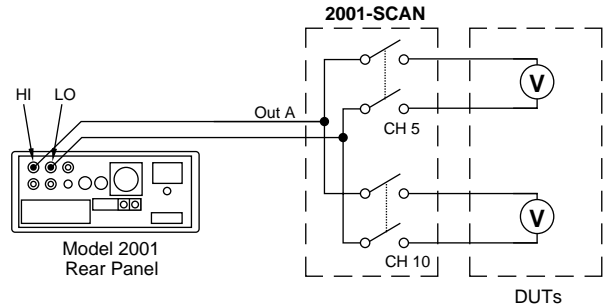 2001-SCAN
HI LO
Out A
CH 5
V
CH 10
V
Model 2001
Rear Panel
DUTs